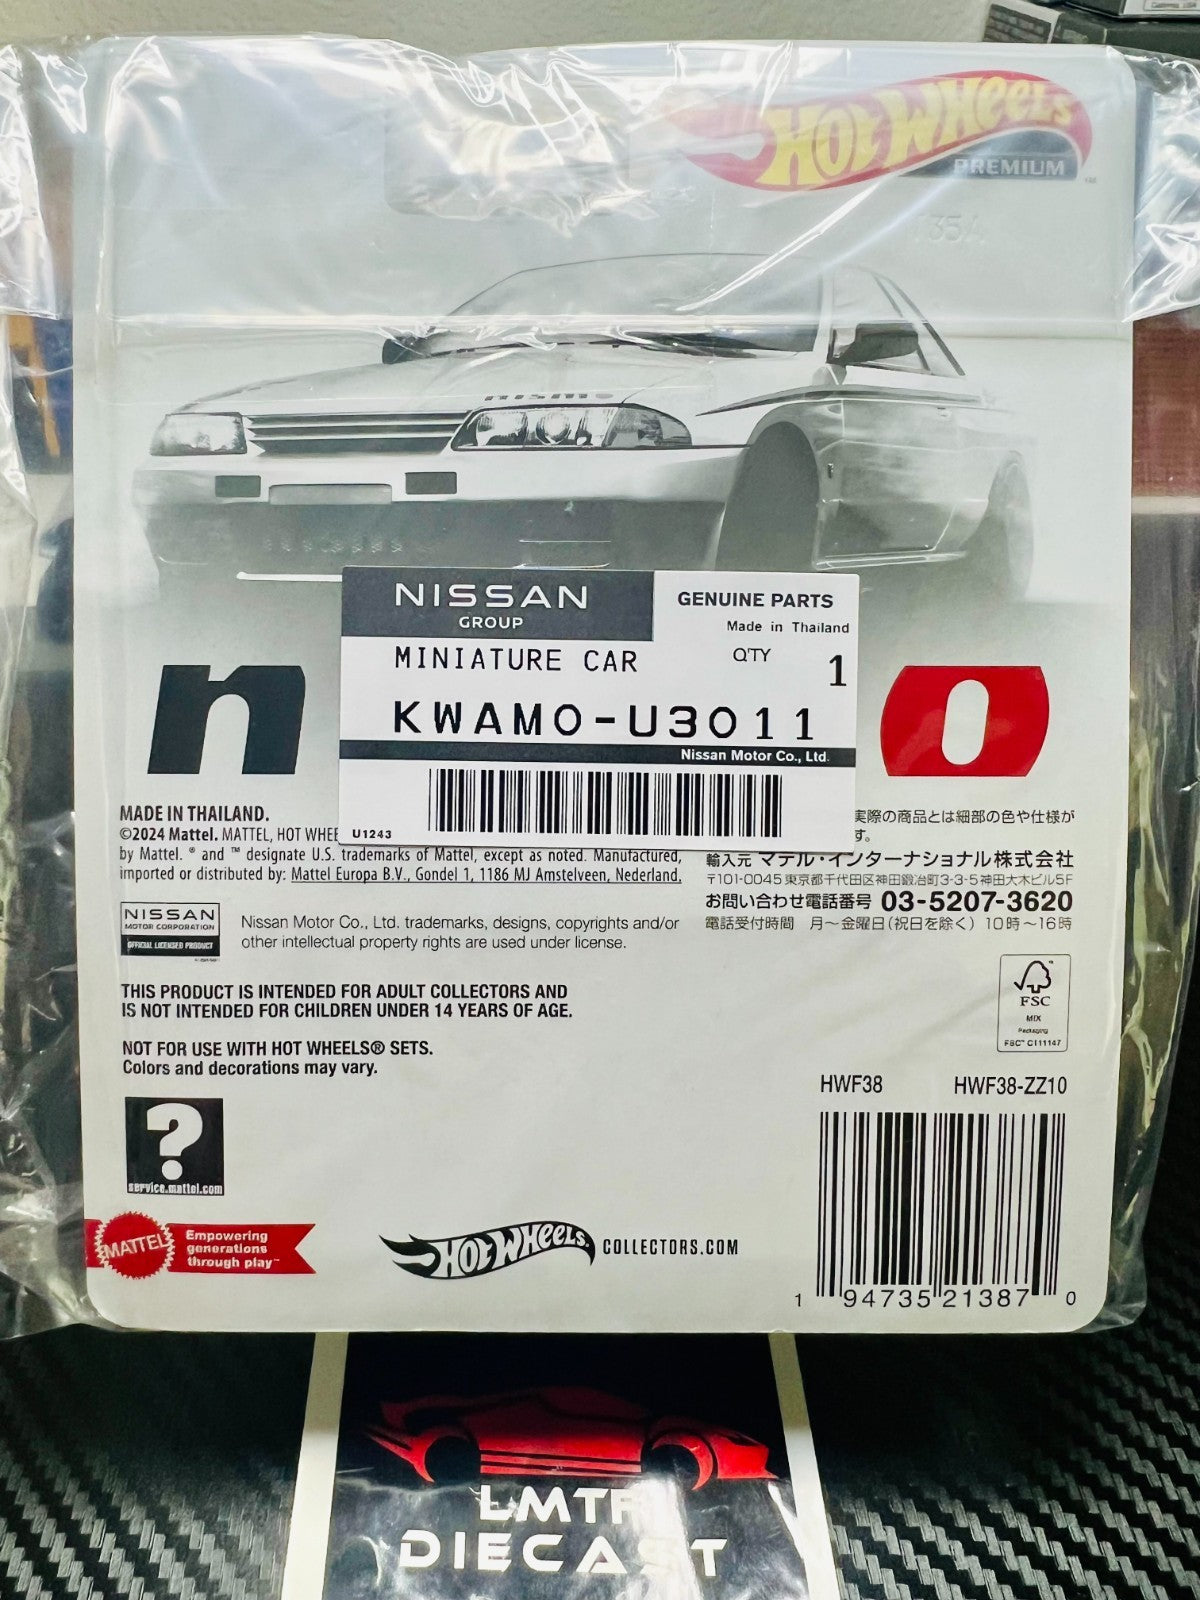 HOT WHEELS
PREMIUM
nismo
NISSAN
GROUP
GENUINE PARTS
Made in Thailand
MINIATURE CAR
Q'TY
1
KWAMO-U3011
Nissan Motor Co., Ltd.
U1243
n
o
MADE IN THAILAND.
©2024 Mattel. MATTEL, HOT WHEE
by Mattel. ® and ™ designate U.S. trademarks of Mattel, except as noted. Manufactured,
imported or distributed by: Mattel Europa B.V., Gondel 1, 1186 MJ Amstelveen, Nederland.
実際の商品とは細部の色や仕様が
す。
輸入元 マテル・インターナショナル株式会社
〒101-0045 東京都千代田区神田鍛冶町3-3-5 神田大木ビル5F
お問い合わせ電話番号 03-5207-3620
電話受付時間 月〜金曜日(祝日を除く) 10時〜16時
NISSAN
MOTOR CORPORATION
OFFICIAL LICENSED PRODUCT
Nissan Motor Co., Ltd. trademarks, designs, copyrights and/or
other intellectual property rights are used under license.
THIS PRODUCT IS INTENDED FOR ADULT COLLECTORS AND
IS NOT INTENDED FOR CHILDREN UNDER 14 YEARS OF AGE.
FSC
MIX
Packaging
FSC™ C111147
NOT FOR USE WITH HOT WHEELS® SETS.
Colors and decorations may vary.
HWF38 HWF38-ZZ10
?
service.mattel.com
MATTEL
Empowering
generations
through play™
HOT WHEELS COLLECTORS.COM
1 94735 21387 0
LMTR
DIECAST